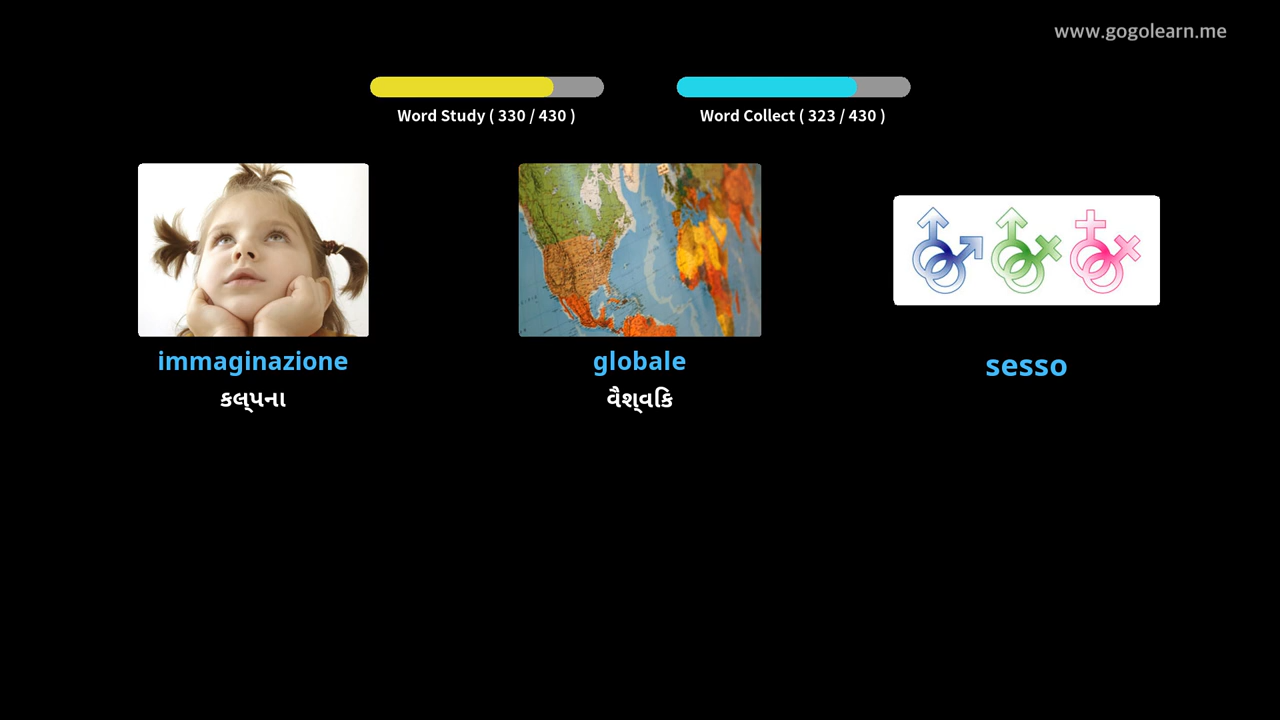 www.gogolearn.me
Word Study ( 330 / 430 )
Word Collect ( 323 / 430 )
immaginazione
કલ્પના
globale
વૈશ્વિક
sesso